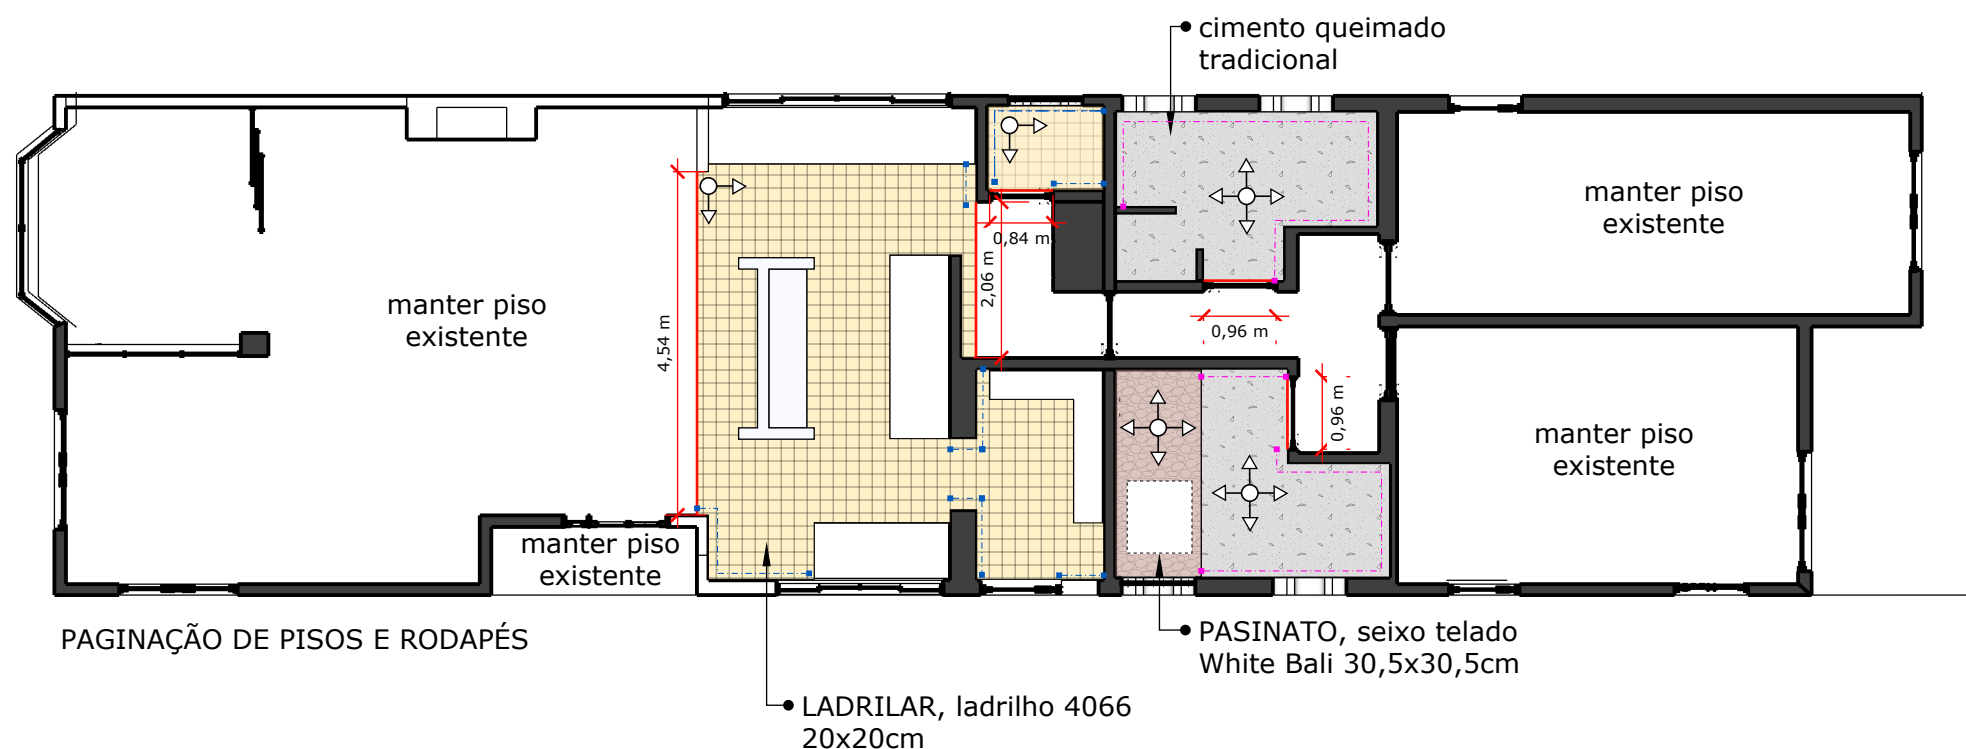 cimento queimado
tradicional
manter piso
existente
0,84 m
2,06 m
manter piso
existente
4,54 m
0,96 m
0,96 m
manter piso
existente
manter piso
existente
PAGINAÇÃO DE PISOS E RODAPÉS
PASINATO, seixo telado
White Bali 30,5x30,5cm
LADRILAR, ladrilho 4066
20x20cm